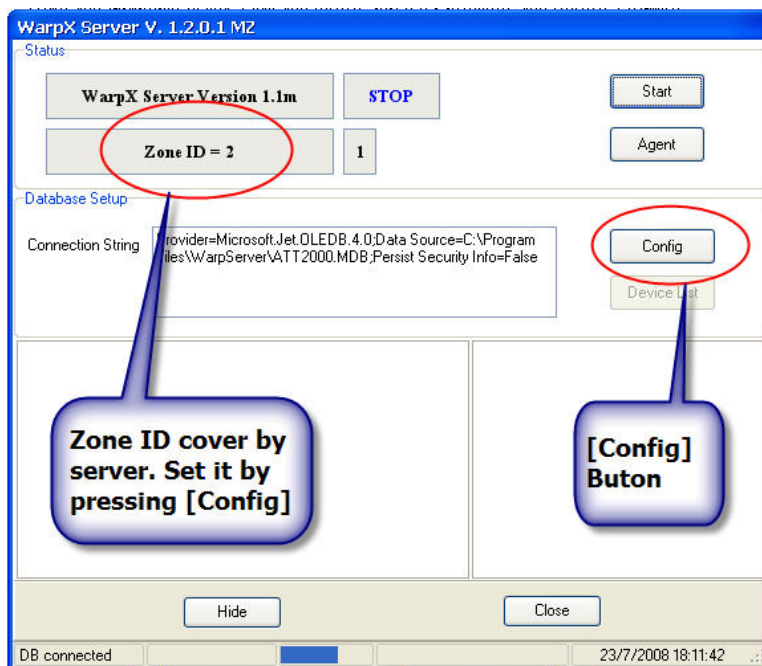 WarpX Server V. 1.2.0.1 MZ
Status
WarpX Server Version 1.1m
STOP
Start
Zone ID = 2
1
Agent
Database Setup
Connection String
Provider=Microsoft.Jet.OLEDB.4.0;Data Source=C:\Program
Files\WarpServer\ATT2000.MDB;Persist Security Info=False
Config
Device List
Zone ID cover by
server. Set it by
pressing [Config]
[Config]
Buton
Hide
Close
DB connected
23/7/2008 18:11:42